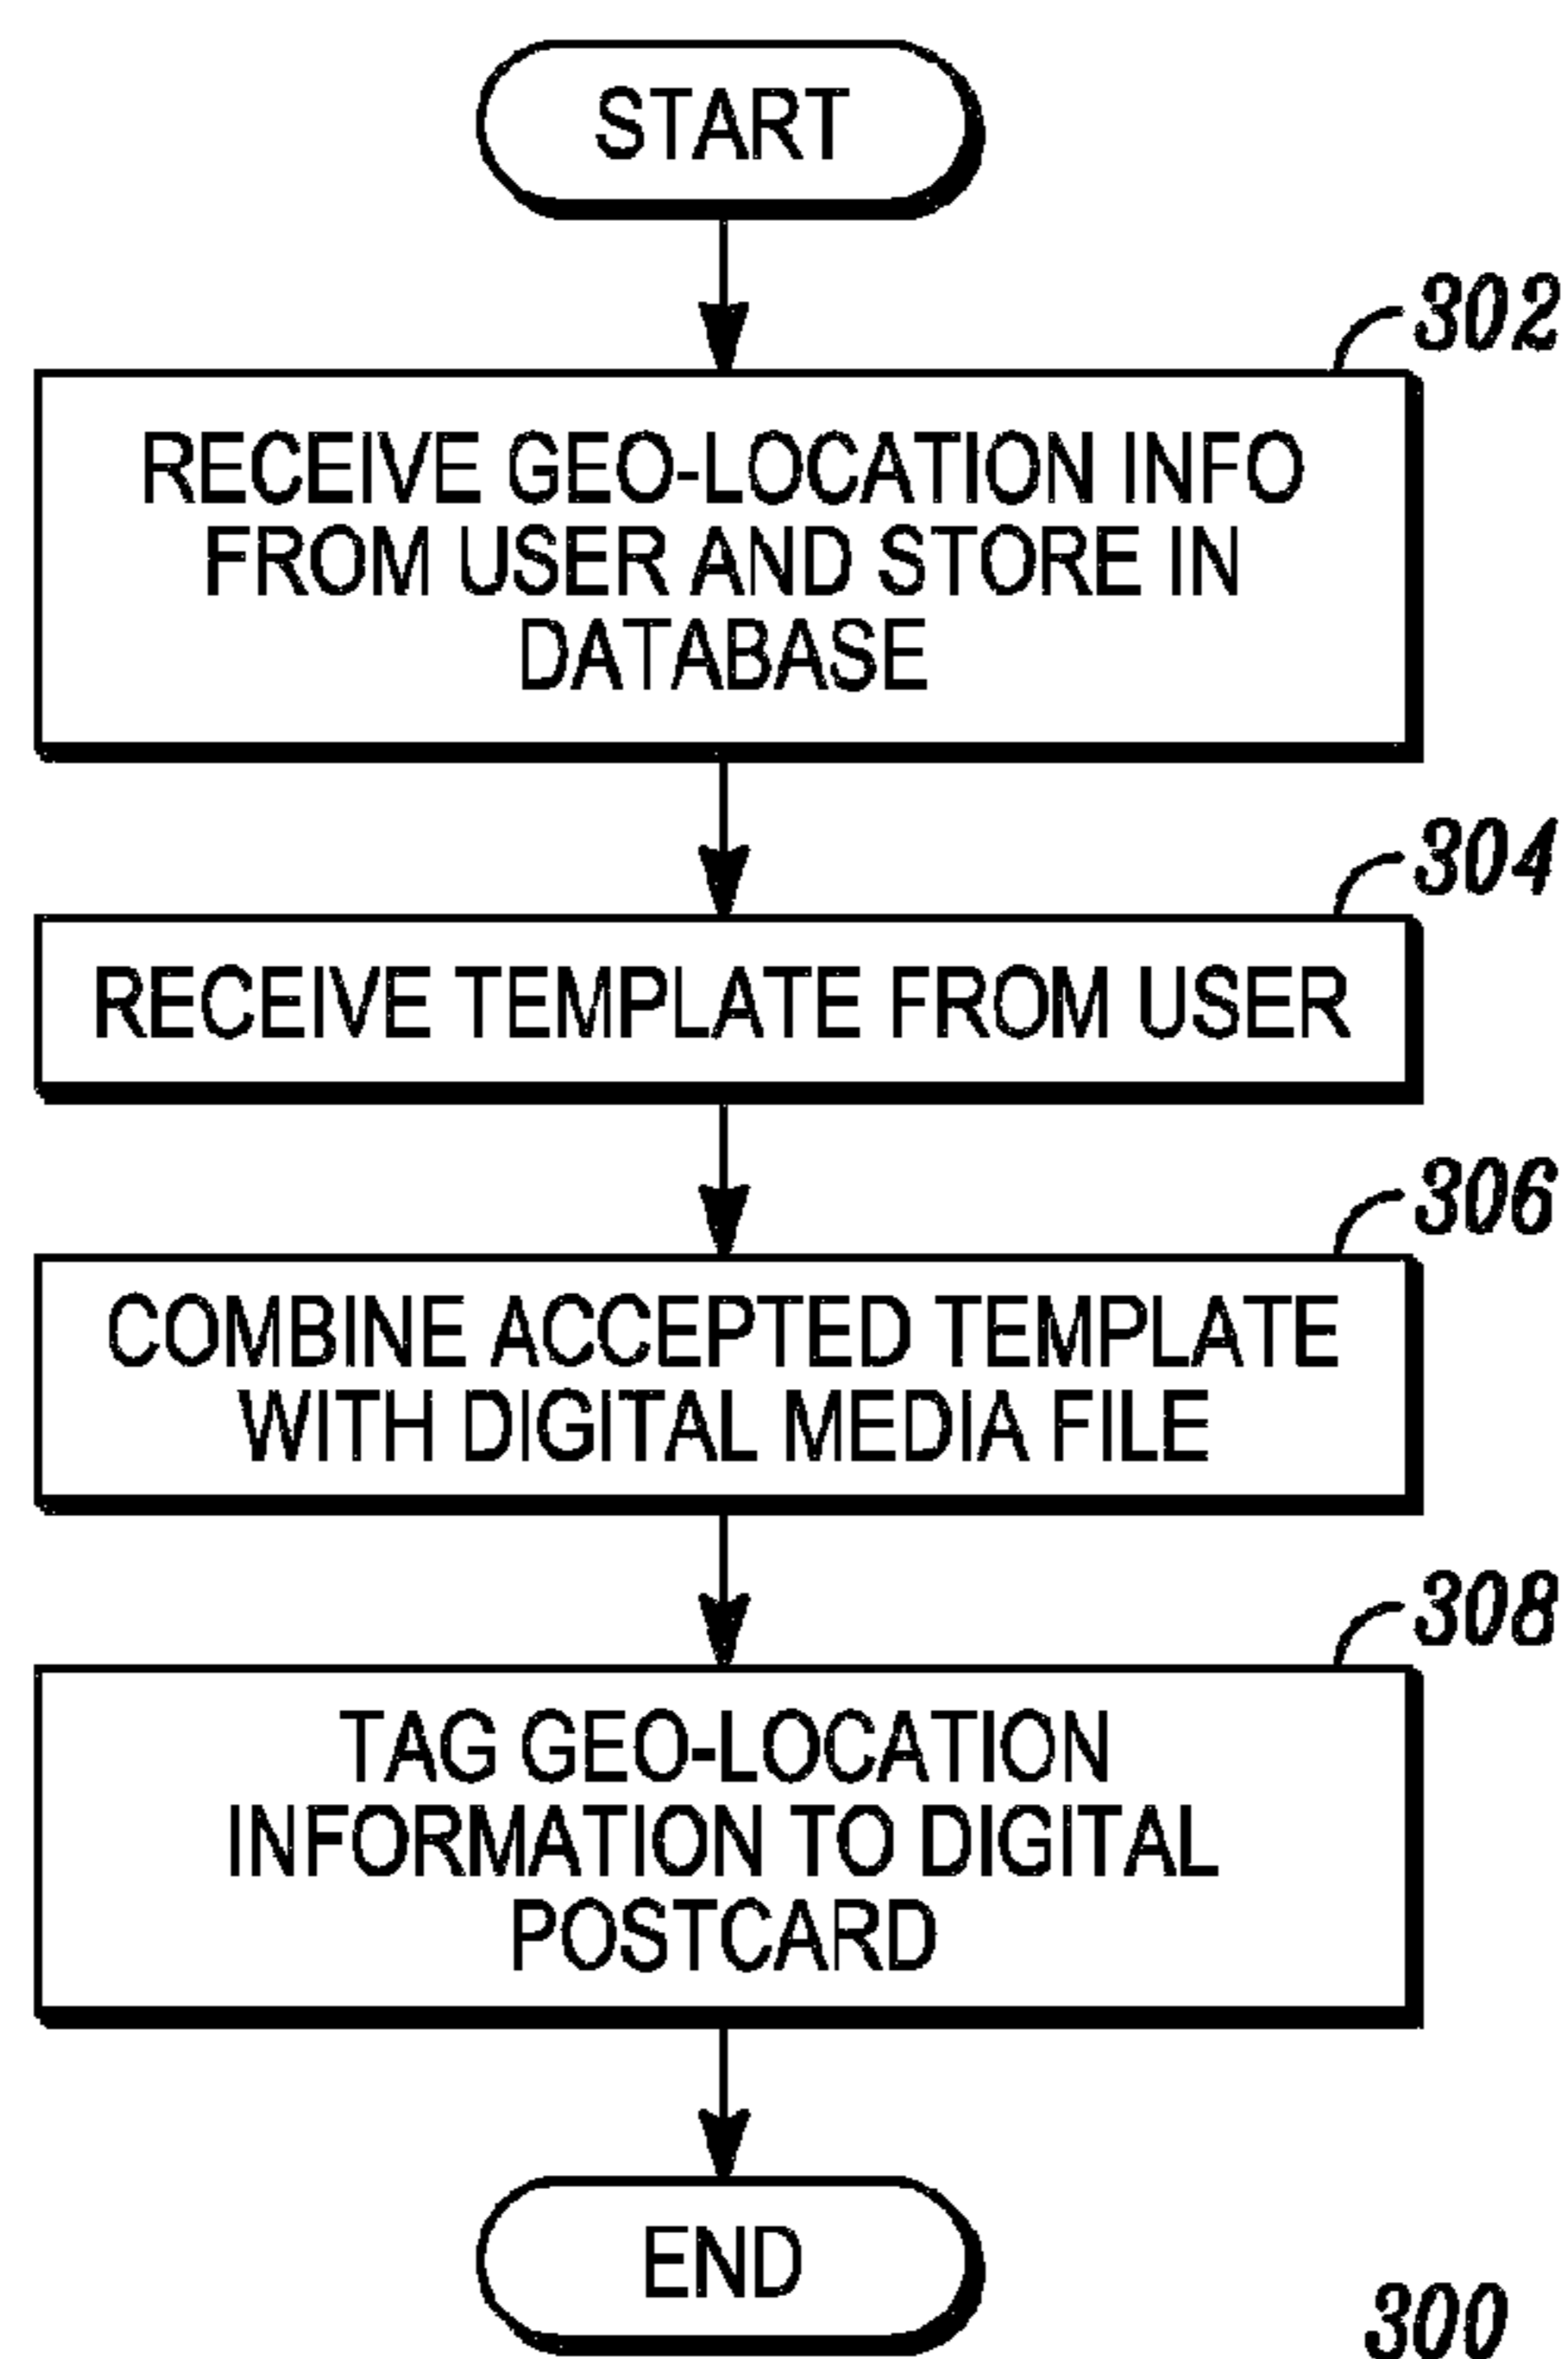 START
302
RECEIVE GEO-LOCATION INFO
FROM USER AND STORE IN
DATABASE
304
RECEIVE TEMPLATE FROM USER
306
COMBINE ACCEPTED TEMPLATE
WITH DIGITAL MEDIA FILE
308
TAG GEO-LOCATION
INFORMATION TO DIGITAL
POSTCARD
END
300